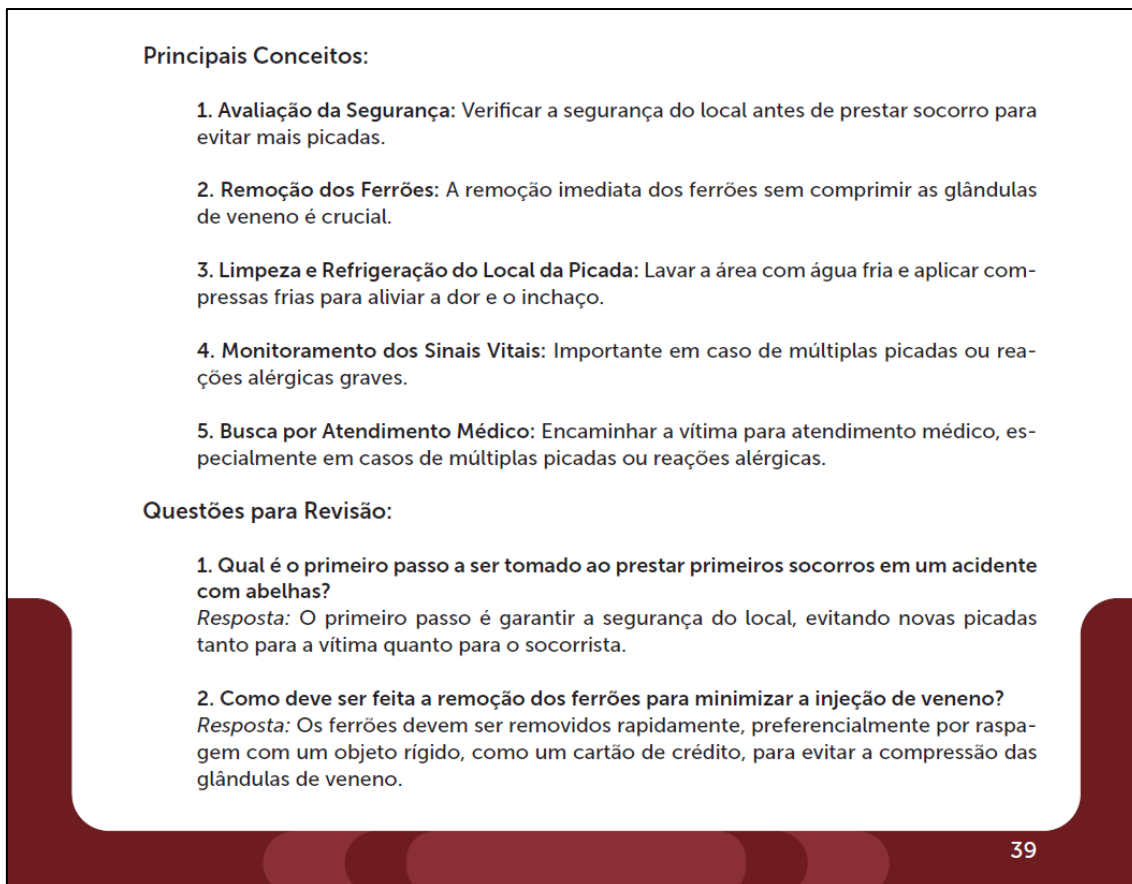 Principais Conceitos:
1. Avaliação da Segurança: Verificar a segurança do local antes de prestar socorro para
evitar mais picadas.
2. Remoção dos Ferrões: A remoção imediata dos ferrões sem comprimir as glândulas
de veneno é crucial.
3. Limpeza e Refrigeração do Local da Picada: Lavar a área com água fria e aplicar com-
pressas frias para aliviar a dor e o inchaço.
4. Monitoramento dos Sinais Vitais: Importante em caso de múltiplas picadas ou rea-
ções alérgicas graves.
5. Busca por Atendimento Médico: Encaminhar a vítima para atendimento médico, es-
pecialmente em casos de múltiplas picadas ou reações alérgicas.
Questões para Revisão:
1. Qual é o primeiro passo a ser tomado ao prestar primeiros socorros em um acidente
com abelhas?
Resposta: O primeiro passo é garantir a segurança do local, evitando novas picadas
tanto para a vítima quanto para o socorrista.
2. Como deve ser feita a remoção dos ferrões para minimizar a injeção de veneno?
Resposta: Os ferrões devem ser removidos rapidamente, preferencialmente por raspa-
gem com um objeto rígido, como um cartão de crédito, para evitar a compressão das
glândulas de veneno.
39